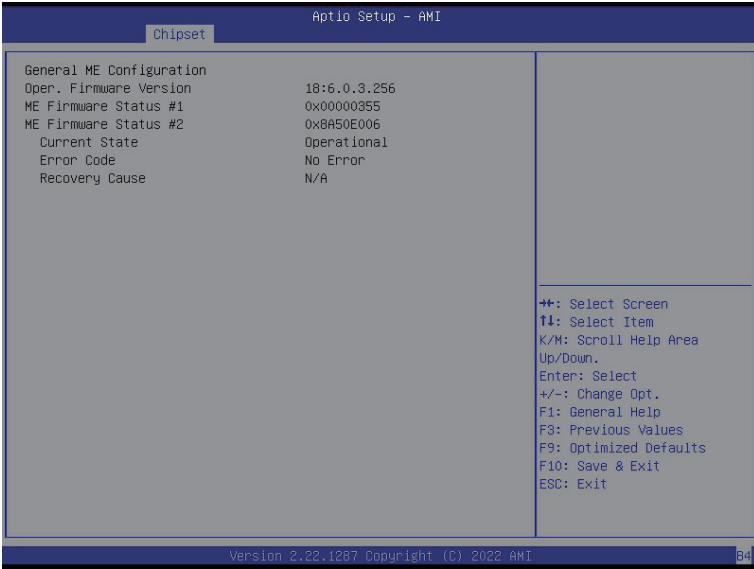 Aptio Setup - AMI
Chipset
General ME Configuration
Oper. Firmware Version 18:6.0.3.256
ME Firmware Status #1 0x00000355
ME Firmware Status #2 0x8A50E006
Current State Operational
Error Code No Error
Recovery Cause N/A
→←: Select Screen
↑↓: Select Item
K/M: Scroll Help Area
Up/Down.
Enter: Select
+/-: Change Opt.
F1: General Help
F3: Previous Values
F9: Optimized Defaults
F10: Save & Exit
ESC: Exit
Version 2.22.1287 Copyright (C) 2022 AMI
B4